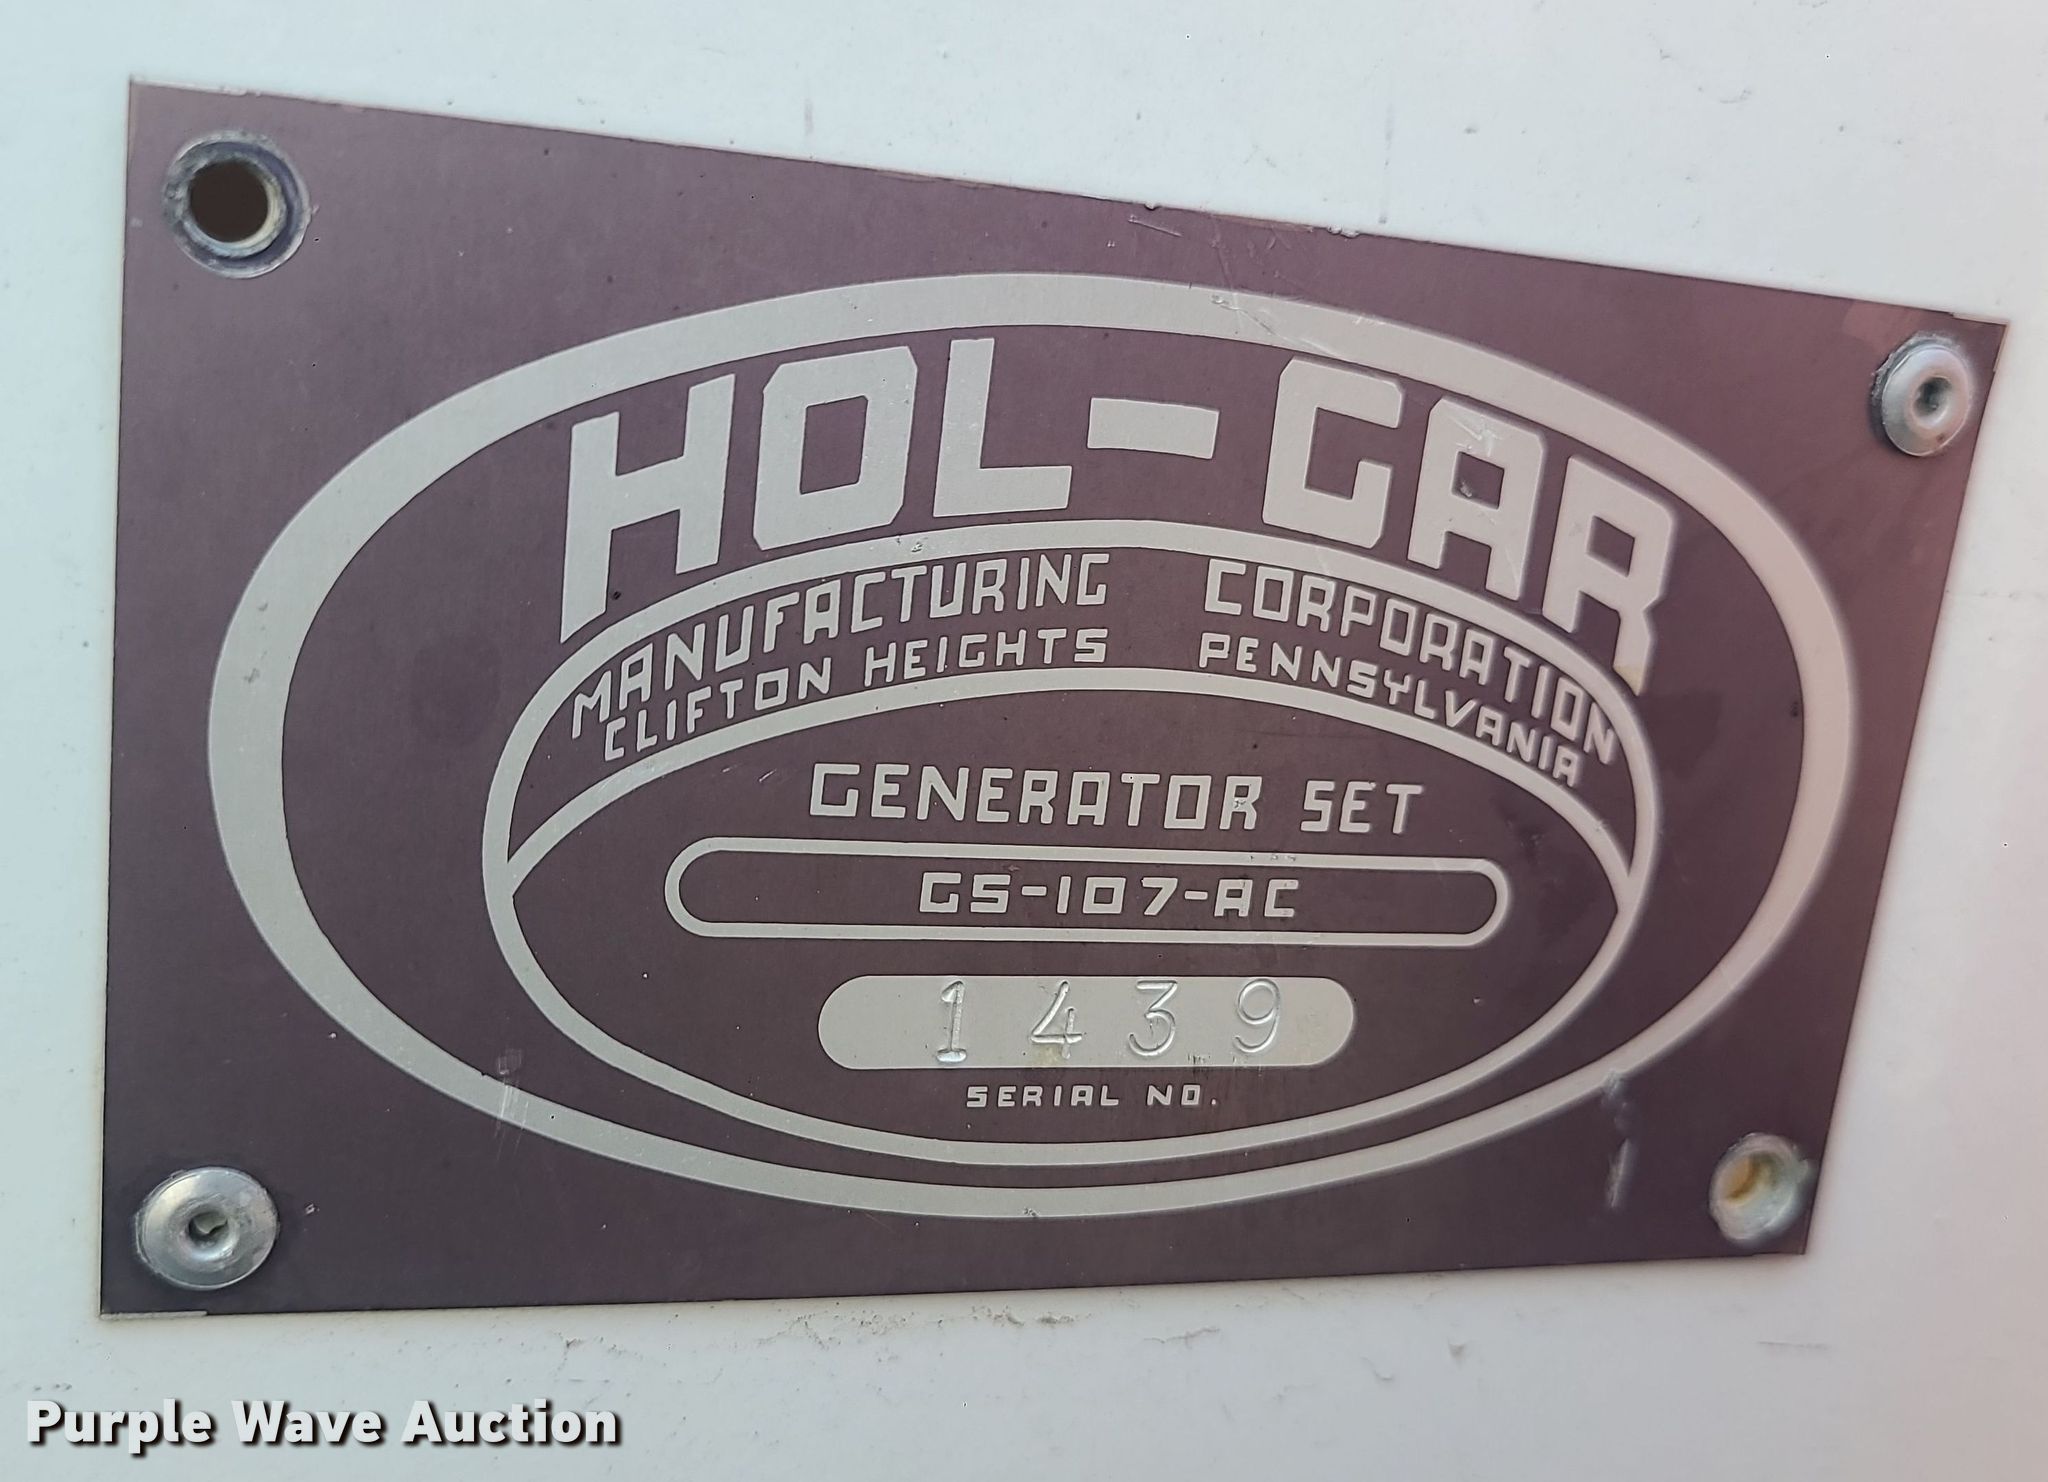 HOL-GAR
MANUFACTURING CORPORATION
CLIFTON HEIGHTS PENNSYLVANIA
GENERATOR SET
GS-107-AC
1439
SERIAL NO.
Purple Wave Auction